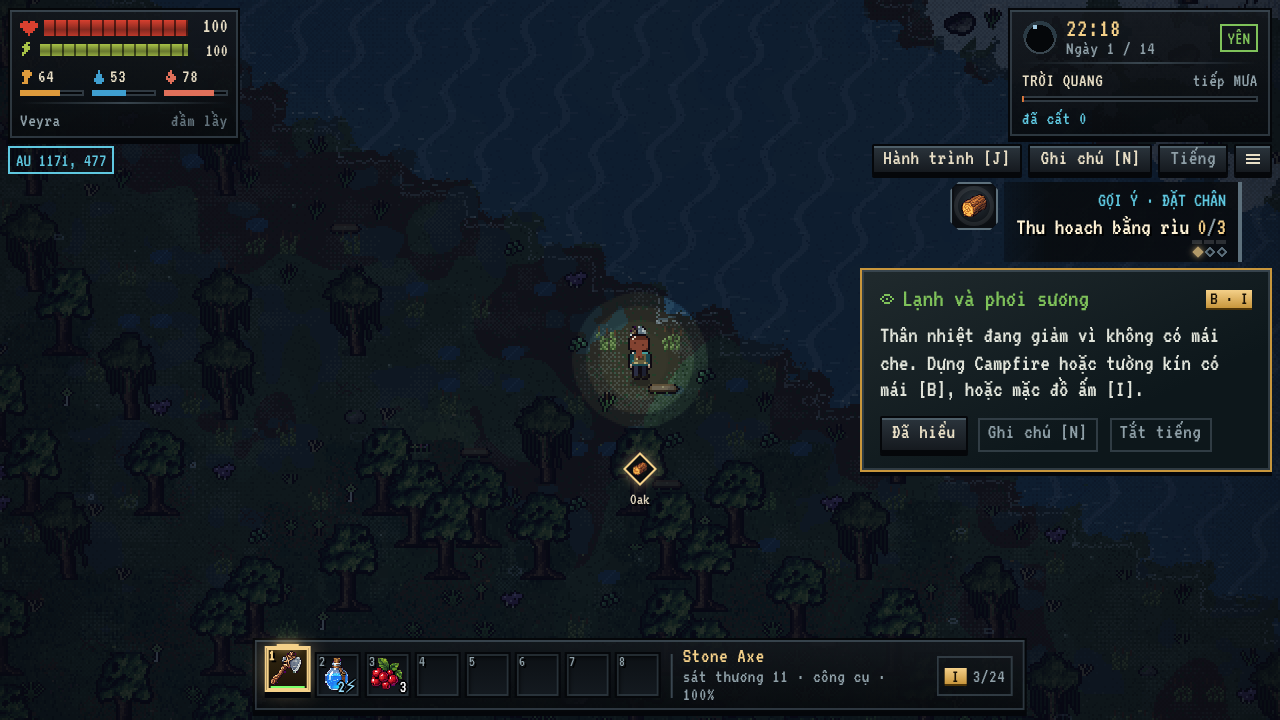 100
100
64 53 78
Veyra đầm lầy
AU 1171, 477
22:18
Ngày 1 / 14
YÊN
TRỜI QUANG tiếp MƯA
đã cất 0
Hành trình [J] Ghi chú [N] Tiếng
GỢI Ý · ĐẶT CHÂN
Thu hoạch bằng rìu 0/3
Lạnh và phơi sương B · I
Thân nhiệt đang giảm vì không có mái
che. Dựng Campfire hoặc tường kín có
mái [B], hoặc mặc đồ ấm [I].
Đã hiểu Ghi chú [N] Tắt tiếng
Oak
1 2 3 4 5 6 7 8
2 3
Stone Axe
sát thương 11 · công cụ ·
100%
I 3/24